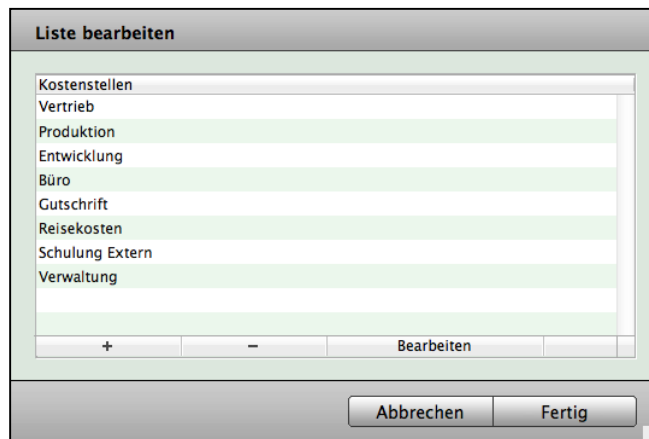 Liste bearbeiten
Kostenstellen
Vertrieb
Produktion
Entwicklung
Büro
Gutschrift
Reisekosten
Schulung Extern
Verwaltung
+ − Bearbeiten
Abbrechen Fertig